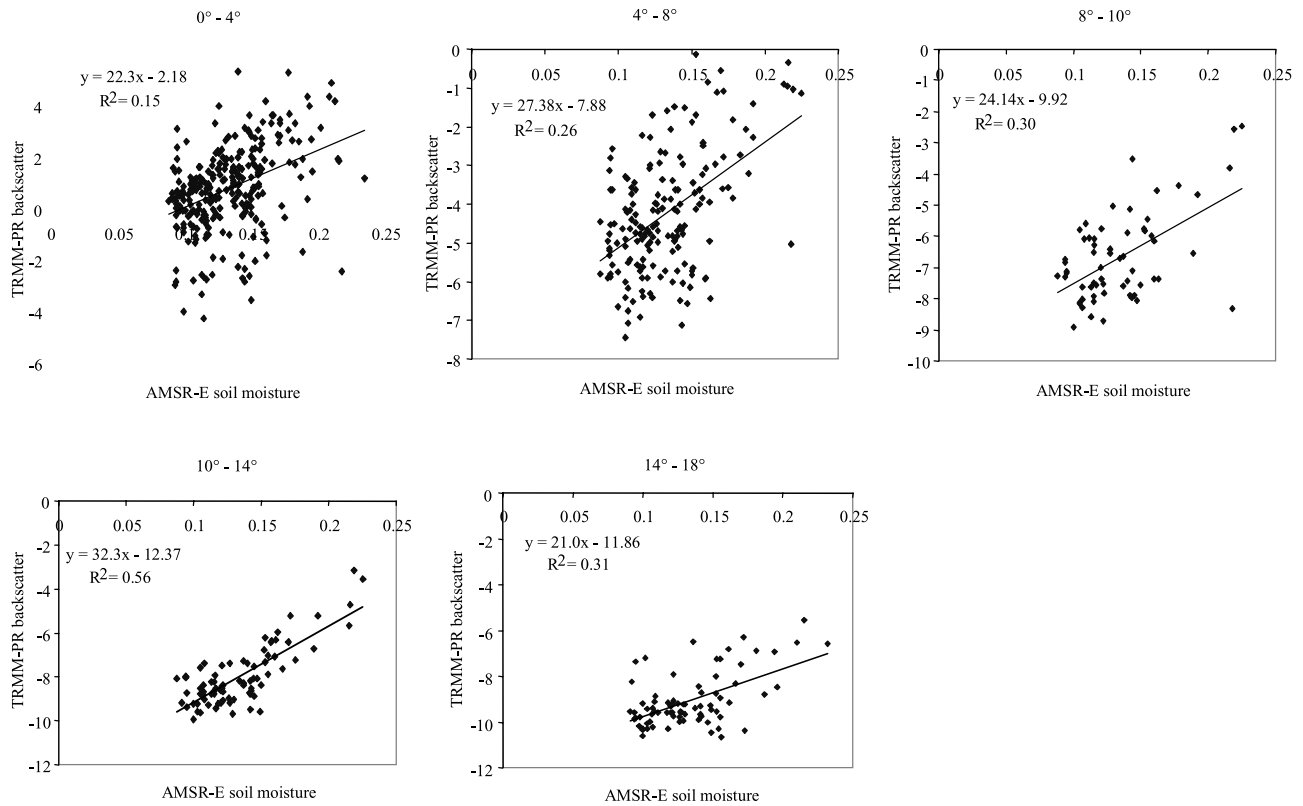 0° - 4°
4
2
0
-2
-4
-6
0
0.05
0.1
0.15
0.2
0.25
y = 22.3x - 2.18
R2= 0.15
TRMM-PR backscatter
AMSR-E soil moisture
4° - 8°
0
-1
-2
-3
-4
-5
-6
-7
-8
0
0.05
0.1
0.15
0.2
0.25
y = 27.38x - 7.88
R2= 0.26
TRMM-PR backscatter
AMSR-E soil moisture
8° - 10°
0
-1
-2
-3
-4
-5
-6
-7
-8
-9
-10
0
0.05
0.1
0.15
0.2
0.25
y = 24.14x - 9.92
R2= 0.30
TRMM-PR backscatter
AMSR-E soil moisture
10° - 14°
0
-2
-4
-6
-8
-10
-12
0
0.05
0.1
0.15
0.2
0.25
y = 32.3x - 12.37
R2= 0.56
TRMM-PR backscatter
AMSR-E soil moisture
14° - 18°
0
-2
-4
-6
-8
-10
-12
0
0.05
0.1
0.15
0.2
0.25
y = 21.0x - 11.86
R2= 0.31
TRMM-PR backscatter
AMSR-E soil moisture